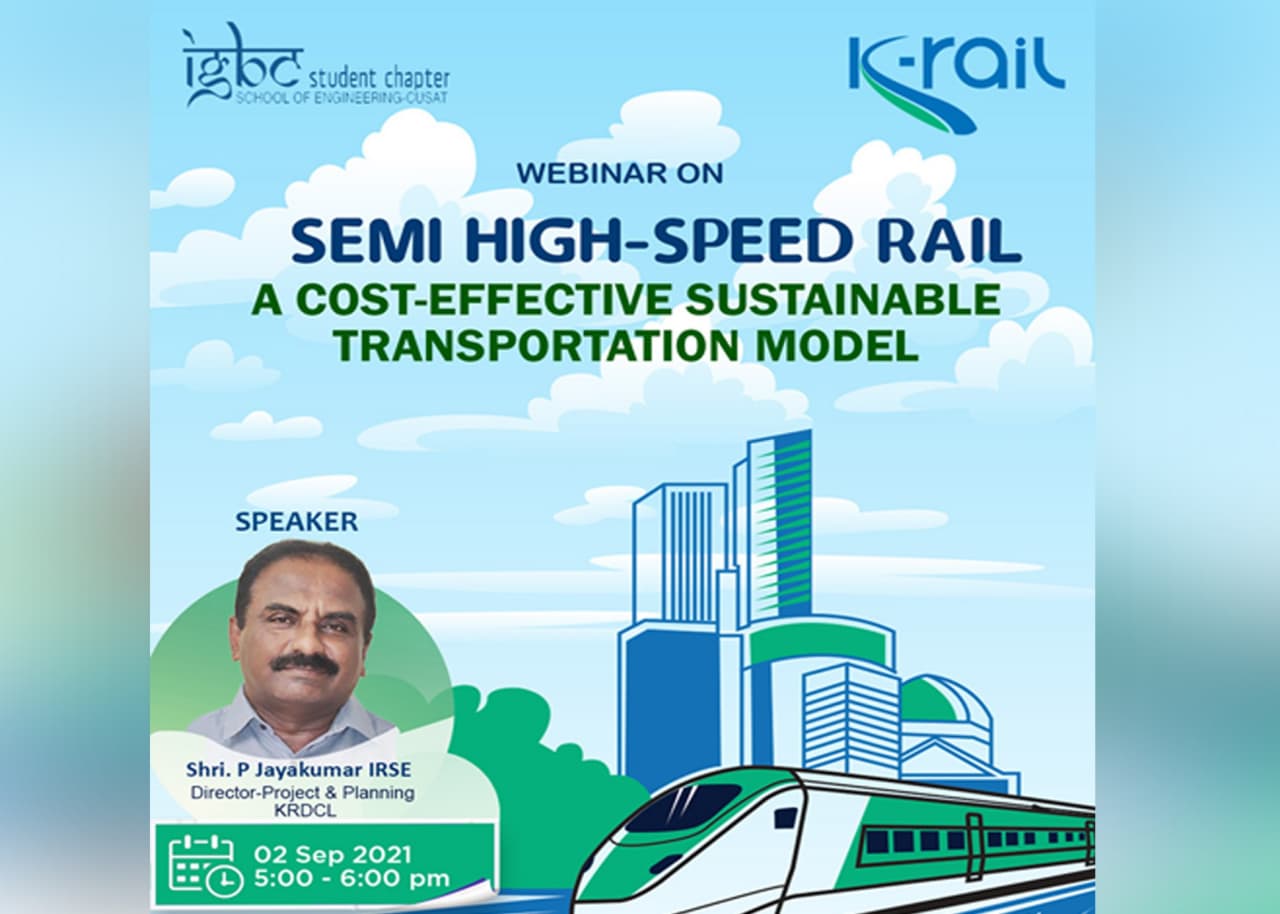 igbc student chapter
SCHOOL OF ENGINEERING-CUSAT
K-rail
WEBINAR ON
SEMI HIGH-SPEED RAIL
A COST-EFFECTIVE SUSTAINABLE
TRANSPORTATION MODEL
SPEAKER
Shri. P Jayakumar IRSE
Director-Project & Planning
KRDCL
02 Sep 2021
5:00 - 6:00 pm